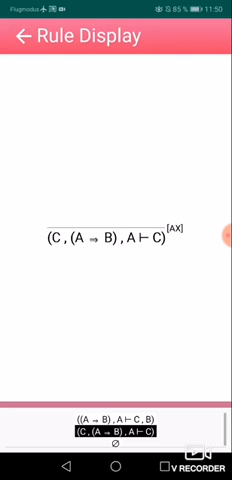 Flugmodus 85 % 11:50
← Rule Display
(C , (A ⇒ B) , A ⊢ C) [AX]
((A ⇒ B) , A ⊢ C , B)
(C , (A ⇒ B) , A ⊢ C)
∅
V RECORDER